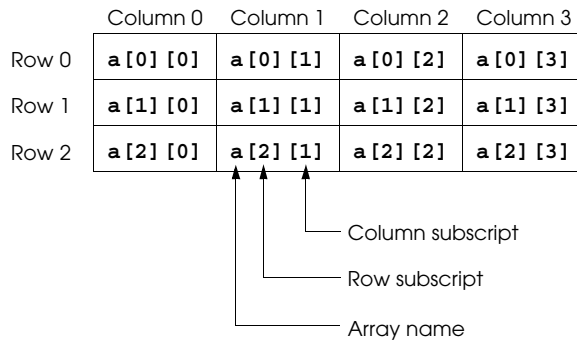 Column 0 Column 1 Column 2 Column 3
Row 0 a[0][0] a[0][1] a[0][2] a[0][3]
Row 1 a[1][0] a[1][1] a[1][2] a[1][3]
Row 2 a[2][0] a[2][1] a[2][2] a[2][3]
Column subscript
Row subscript
Array name